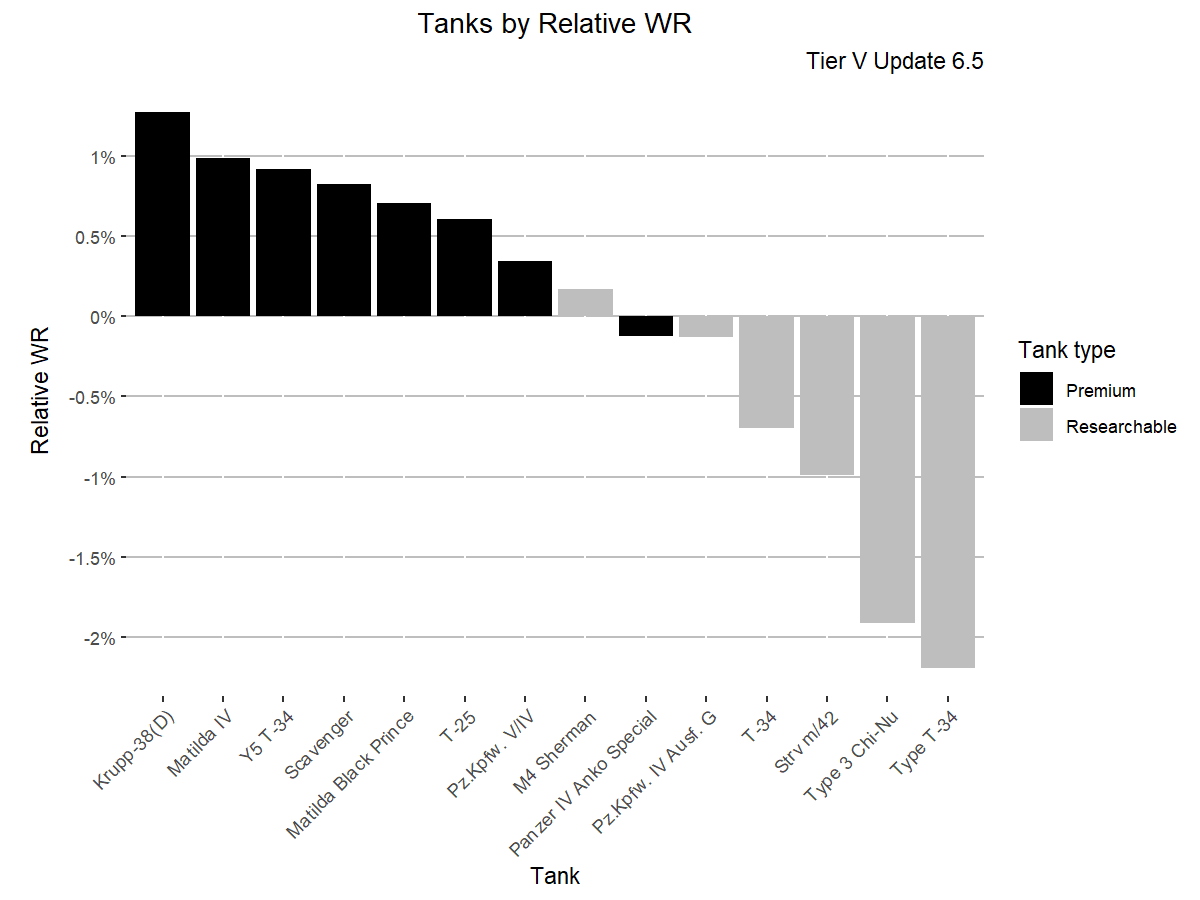 Tanks by Relative WR
Tier V Update 6.5
Relative WR
1%
0.5%
0%
-0.5%
-1%
-1.5%
-2%
Krupp-38(D)
Matilda IV
Y5 T-34
Scavenger
Matilda Black Prince
T-25
Pz.Kpfw. V/IV
M4 Sherman
Panzer IV Anko Special
Pz.Kpfw. IV Ausf. G
T-34
Strv m/42
Type 3 Chi-Nu
Type T-34
Tank
Tank type
Premium
Researchable